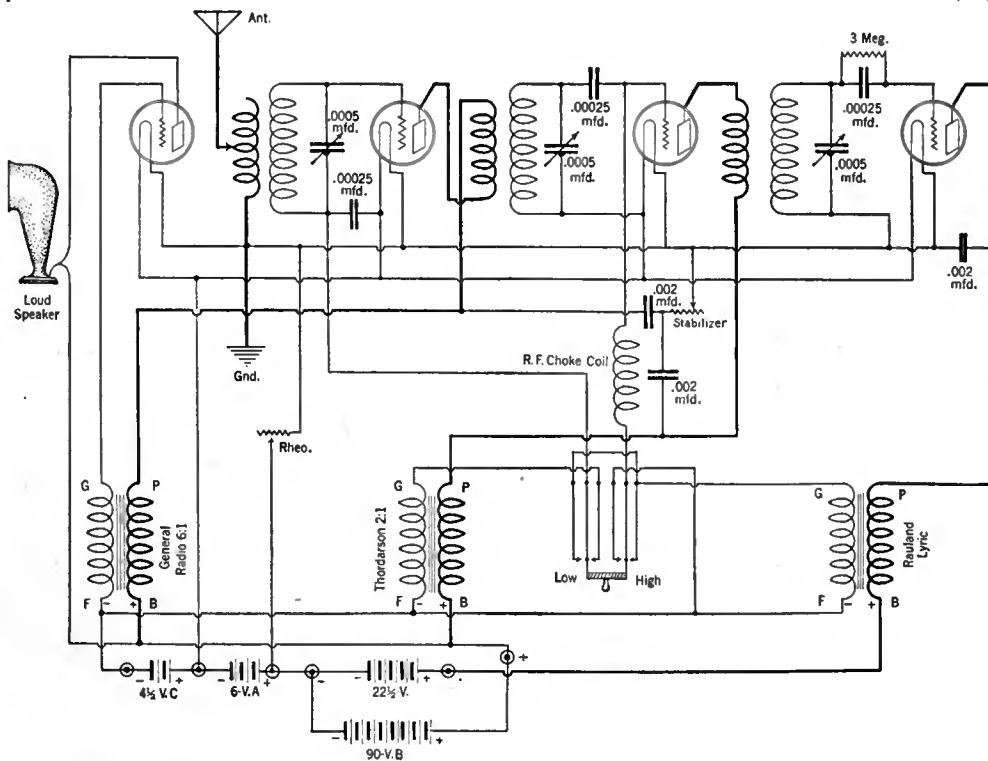 Ant.
3 Meg.
.0005
mfd.
.00025
mfd.
.00025
mfd.
.0005
mfd.
.00025
mfd.
.0005
mfd.
.002
mfd.
Loud
Speaker
Gnd.
.002
mfd.
Stabilizer
R.F. Choke Coil
.002
mfd.
Rheo.
G
P
General
Radio 6:1
F
-
+
B
G
P
Thordarson 2:1
F
-
+
B
Low
High
G
P
Rauland
Lyric
F
-
+
B
+
-
+
4½ V.C
-
+
6-V.A
-
-
+
22½ V.
-
+
90-V.B